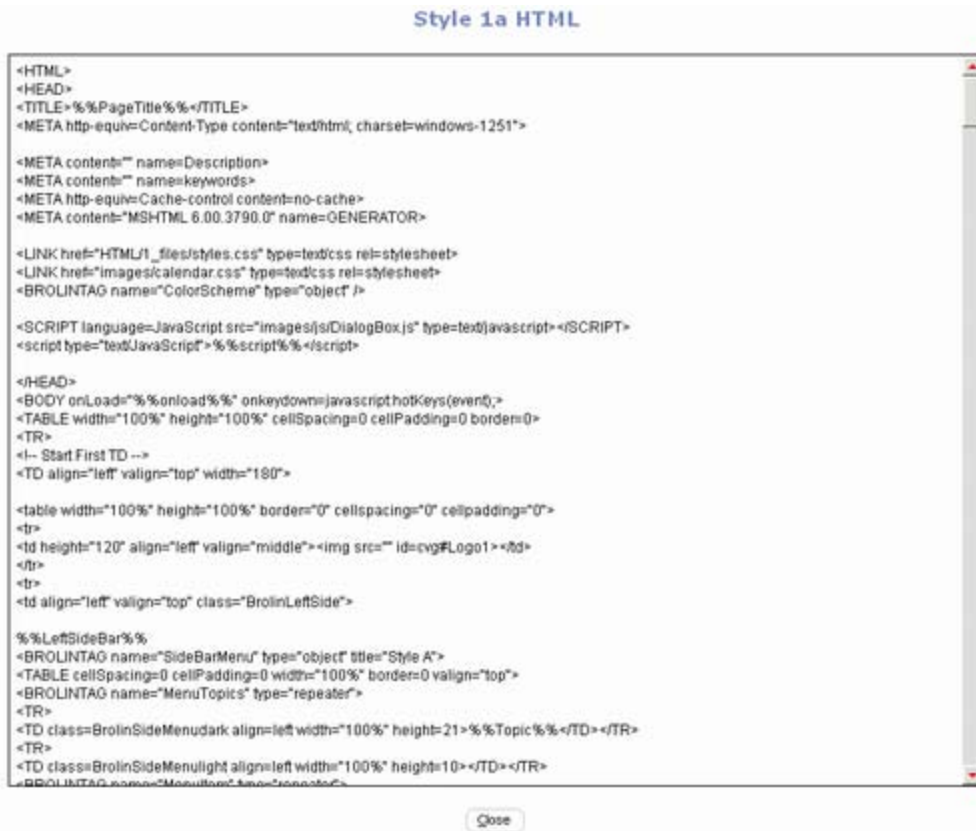 Style 1a HTML
<HTML>
<HEAD>
<TITLE>%%PageTitle%%</TITLE>
<META http-equiv=Content-Type content="text/html; charset=windows-1251">
<META content="" name=Description>
<META content="" name=keywords>
<META http-equiv=Cache-control content=no-cache>
<META content="MSHTML 6.00.3790.0" name=GENERATOR>
<LINK href="HTML/1_files/styles.css" type=text/css rel=stylesheet>
<LINK href="images/calendar.css" type=text/css rel=stylesheet>
<BROLINTAG name="ColorScheme" type="object" />
<SCRIPT language=JavaScript src="images/js/DialogBox.js" type=text/javascript></SCRIPT>
<script type="text/JavaScript">%%script%%</script>
</HEAD>
<BODY onLoad="%%onload%%" onkeydown=javascript:hotKeys(event);>
<TABLE width="100%" height="100%" cellSpacing=0 cellPadding=0 border=0>
<TR>
<!-- Start First TD -->
<TD align="left" valign="top" width="180">
<table width="100%" height="100%" border="0" cellspacing="0" cellpadding="0">
<tr>
<td height="120" align="left" valign="middle"><img src="" id=cvg#Logo1></td>
</tr>
<tr>
<td align="left" valign="top" class="BrolinLeftSide">
%%LeftSideBar%%
<BROLINTAG name="SideBarMenu" type="object" title="Style A">
<TABLE cellSpacing=0 cellPadding=0 width="100%" border=0 valign="top">
<BROLINTAG name="MenuTopics" type="repeater">
<TR>
<TD class=BrolinSideMenudark align=left width="100%" height=21>%%Topic%%</TD></TR>
<TR>
<TD class=BrolinSideMenulight align=left width="100%" height=10></TD></TR>
<BROLINTAG name="MenuItem" type="repeater">
Close